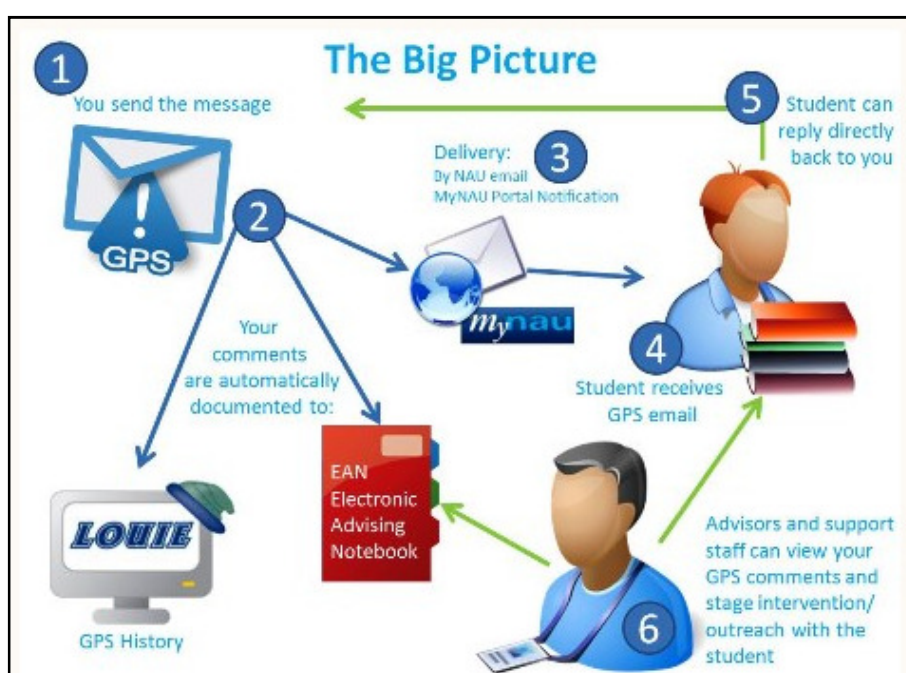 The Big Picture
1
You send the message
GPS
2
Your
comments
are automatically
documented to:
LOUIE
GPS History
EAN
Electronic
Advising
Notebook
3
Delivery:
By NAU email
MyNAU Portal Notification
mynau
4
Student receives
GPS email
5
Student can
reply directly
back to you
6
Advisors and support
staff can view your
GPS comments and
stage intervention/
outreach with the
student